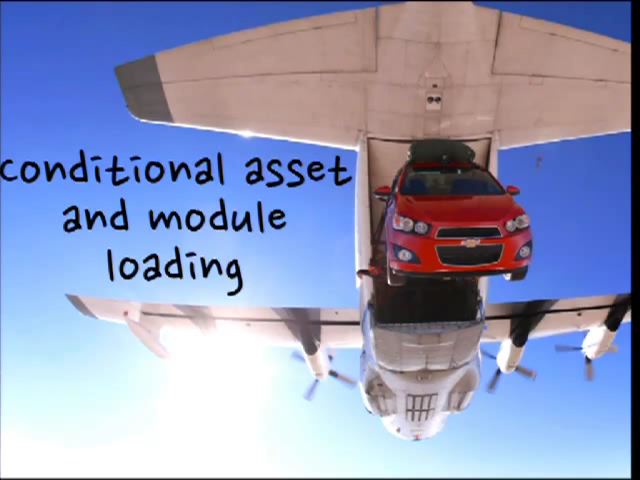 conditional asset
and module
loading